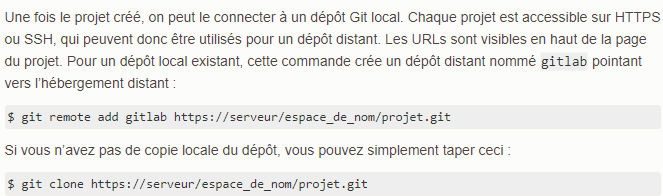 Une fois le projet créé, on peut le connecter à un dépôt Git local. Chaque projet est accessible sur HTTPS
ou SSH, qui peuvent donc être utilisés pour un dépôt distant. Les URLs sont visibles en haut de la page
du projet. Pour un dépôt local existant, cette commande crée un dépôt distant nommé gitlab pointant
vers l’hébergement distant :
$ git remote add gitlab https://serveur/espace_de_nom/projet.git
Si vous n’avez pas de copie locale du dépôt, vous pouvez simplement taper ceci :
$ git clone https://serveur/espace_de_nom/projet.git